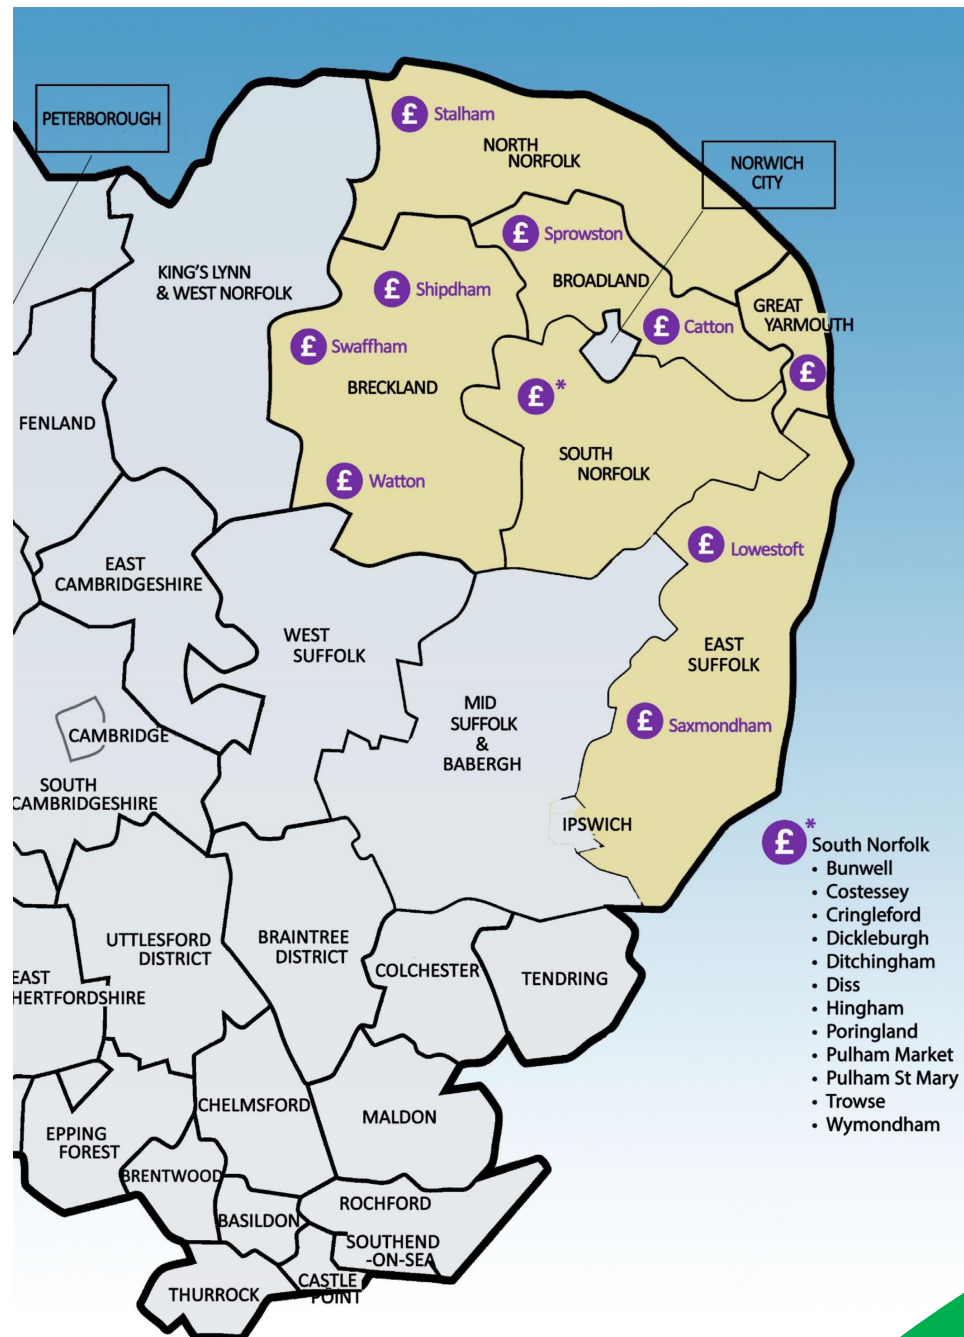 £ Stalham
PETERBOROUGH
NORTH
NORFOLK
NORWICH
CITY
£ Sprowston
KING'S LYNN
& WEST NORFOLK
£ Shipdham
BROADLAND
GREAT
YARMOUTH
£ Catton
£ Swaffham
£
BRECKLAND
£*
FENLAND
SOUTH
NORFOLK
£ Watton
£ Lowestoft
EAST
CAMBRIDGESHIRE
WEST
SUFFOLK
EAST
SUFFOLK
MID
SUFFOLK
&
BABERGH
£ Saxmondham
CAMBRIDGE
SOUTH
CAMBRIDGESHIRE
IPSWICH
£*
South Norfolk
• Bunwell
• Costessey
• Cringleford
• Dickleburgh
• Ditchingham
• Diss
• Hingham
• Poringland
• Pulham Market
• Pulham St Mary
• Trowse
• Wymondham
UTTLESFORD
DISTRICT
BRAINTREE
DISTRICT
COLCHESTER
TENDRING
EAST
HERTFORDSHIRE
CHELMSFORD
MALDON
EPPING
FOREST
BRENTWOOD
ROCHFORD
BASILDON
SOUTHEND
-ON-SEA
CASTLE
POINT
THURROCK